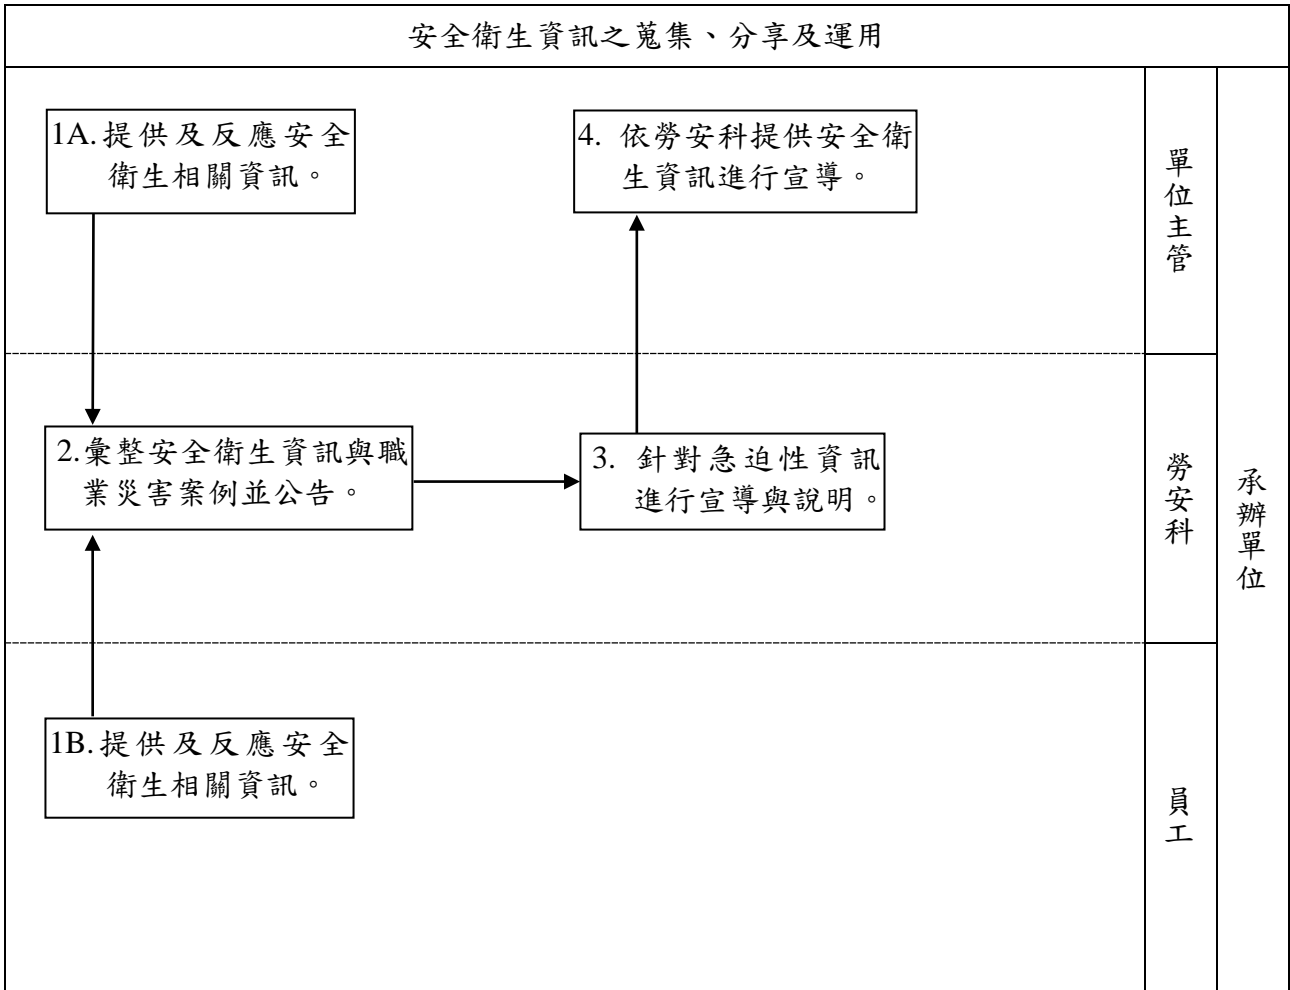 安全衛生資訊之蒐集、分享及運用
1A.提供及反應安全
衛生相關資訊。
4. 依勞安科提供安全衛
生資訊進行宣導。
單位主管
2.彙整安全衛生資訊與職
業災害案例並公告。
3. 針對急迫性資訊
進行宣導與說明。
勞安科
承辦單位
1B.提供及反應安全
衛生相關資訊。
員工